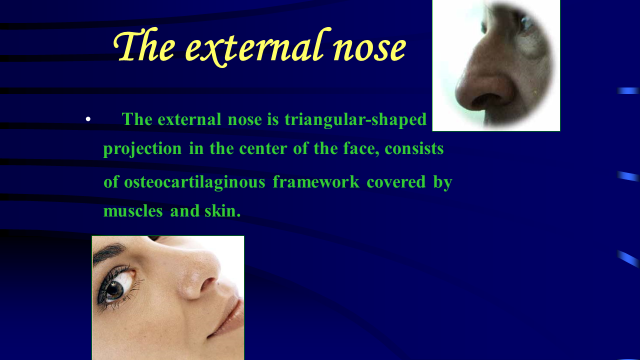 The external nose
• The external nose is triangular-shaped
projection in the center of the face, consists
of osteocartilaginous framework covered by
muscles and skin.